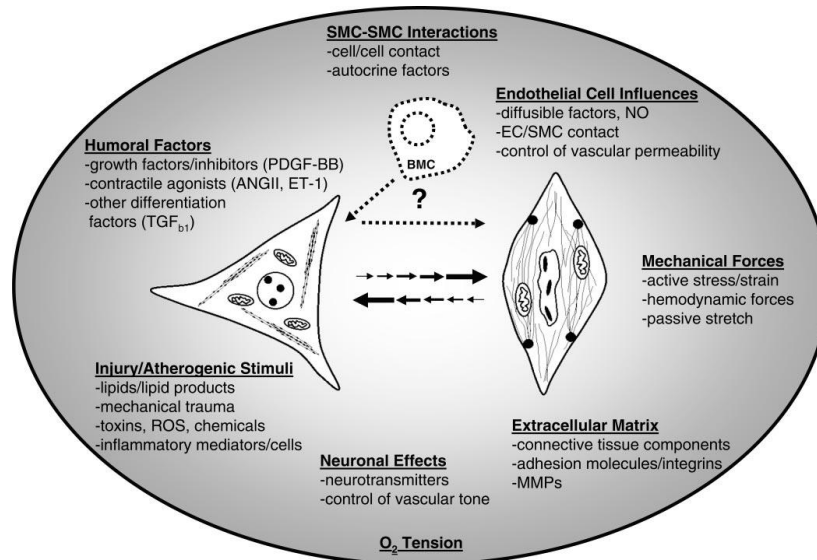 SMC-SMC Interactions
-cell/cell contact
-autocrine factors
Endothelial Cell Influences
-diffusible factors, NO
-EC/SMC contact
-control of vascular permeability
Humoral Factors
-growth factors/inhibitors (PDGF-BB)
-contractile agonists (ANGII, ET-1)
-other differentiation
factors (TGFb1)
BMC
?
Mechanical Forces
-active stress/strain
-hemodynamic forces
-passive stretch
Injury/Atherogenic Stimuli
-lipids/lipid products
-mechanical trauma
-toxins, ROS, chemicals
-inflammatory mediators/cells
Extracellular Matrix
-connective tissue components
-adhesion molecules/integrins
-MMPs
Neuronal Effects
-neurotransmitters
-control of vascular tone
O2 Tension